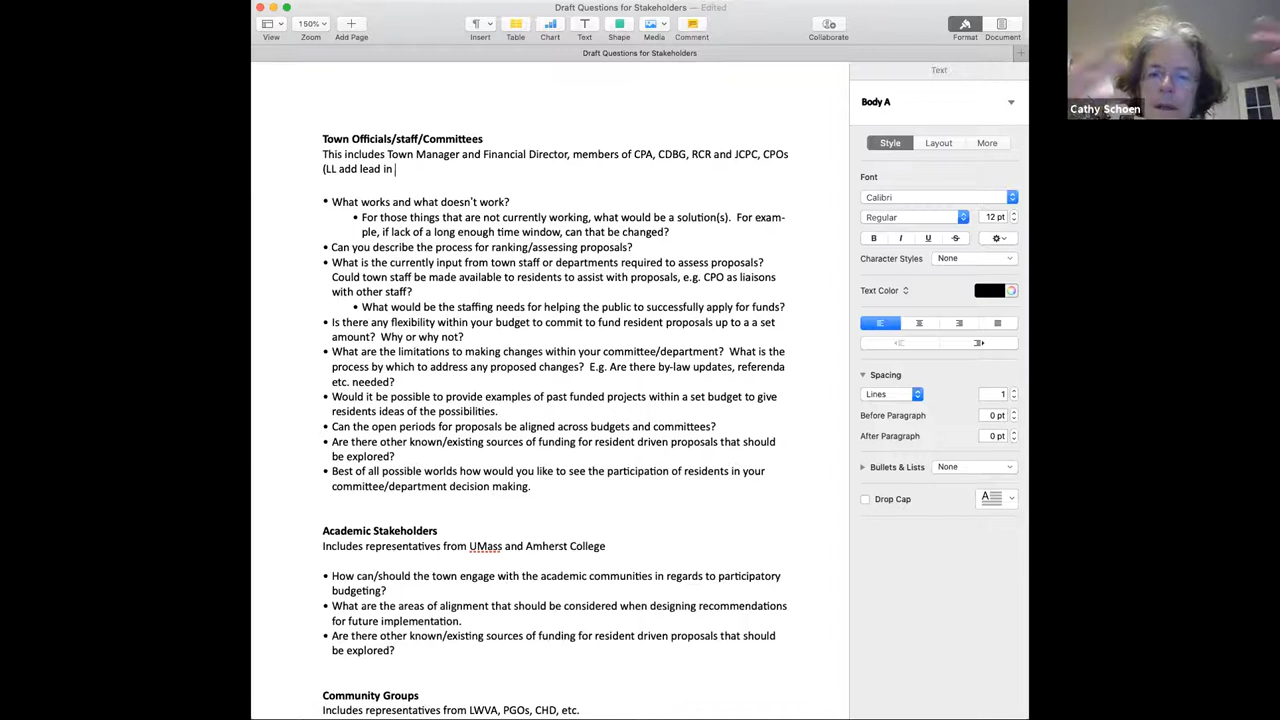 Draft Questions for Stakeholders — Edited
150%
View
Zoom
Add Page
Insert
Table
Chart
Text
Shape
Media
Comment
Collaborate
Format
Document
Draft Questions for Stakeholders
Town Officials/staff/Committees
This includes Town Manager and Financial Director, members of CPA, CDBG, RCR and JCPC, CPOs
(LL add lead in
• What works and what doesn't work?
• For those things that are not currently working, what would be a solution(s).  For exam-
ple, if lack of a long enough time window, can that be changed?
• Can you describe the process for ranking/assessing proposals?
• What is the currently input from town staff or departments required to assess proposals?
Could town staff be made available to residents to assist with proposals, e.g. CPO as liaisons
with other staff?
• What would be the staffing needs for helping the public to successfully apply for funds?
• Is there any flexibility within your budget to commit to fund resident proposals up to a a set
amount?  Why or why not?
• What are the limitations to making changes within your committee/department?  What is the
process by which to address any proposed changes?  E.g. Are there by-law updates, referenda
etc. needed?
• Would it be possible to provide examples of past funded projects within a set budget to give
residents ideas of the possibilities.
• Can the open periods for proposals be aligned across budgets and committees?
• Are there other known/existing sources of funding for resident driven proposals that should
be explored?
• Best of all possible worlds how would you like to see the participation of residents in your
committee/department decision making.
Academic Stakeholders
Includes representatives from UMass and Amherst College
• How can/should the town engage with the academic communities in regards to participatory
budgeting?
• What are the areas of alignment that should be considered when designing recommendations
for future implementation.
• Are there other known/existing sources of funding for resident driven proposals that should
be explored?
Community Groups
Includes representatives from LWVA, PGOs, CHD, etc.
Text
Body A
Style
Layout
More
Font
Calibri
Regular
12 pt
B I U S
Character Styles
None
Text Color
Spacing
Lines
1
Before Paragraph
0 pt
After Paragraph
0 pt
Bullets & Lists
None
Drop Cap
A
Cathy Schoen